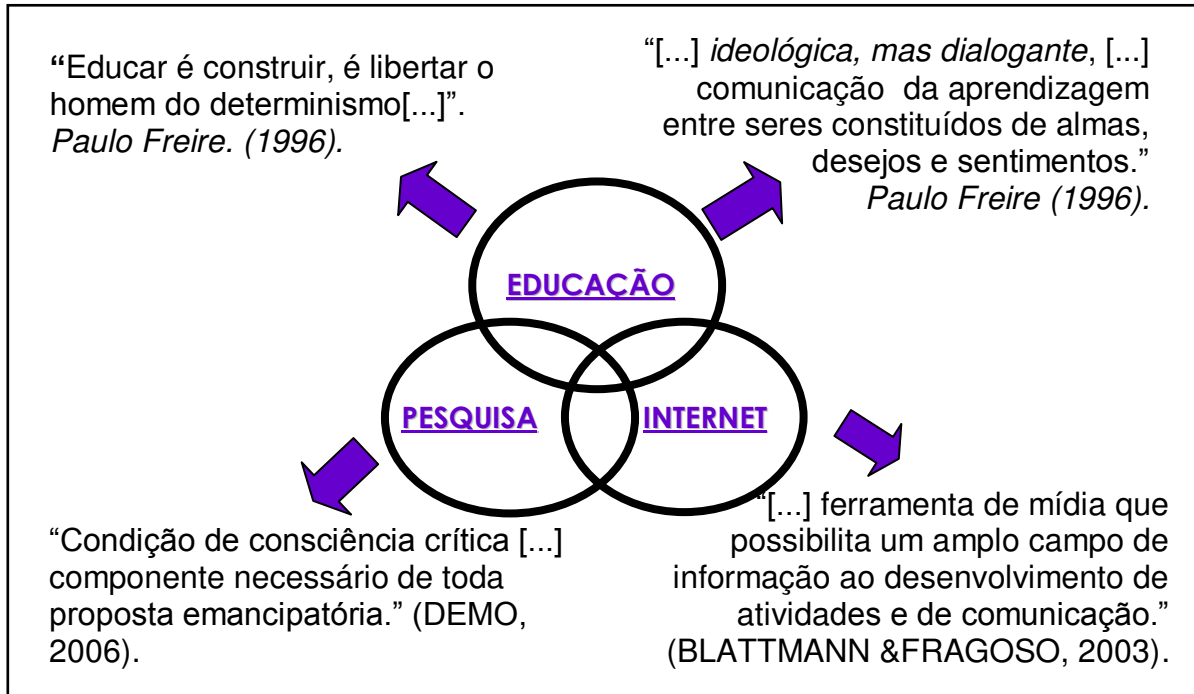 “Educar é construir, é libertar o
homem do determinismo[...]”.
Paulo Freire. (1996).
“[...] ideológica, mas dialogante, [...]
comunicação da aprendizagem
entre seres constituídos de almas,
desejos e sentimentos.”
Paulo Freire (1996).
EDUCAÇÃO
PESQUISA
INTERNET
“Condição de consciência crítica [...]
componente necessário de toda
proposta emancipatória.” (DEMO,
2006).
“[...] ferramenta de mídia que
possibilita um amplo campo de
informação ao desenvolvimento de
atividades e de comunicação.”
(BLATTMANN &FRAGOSO, 2003).